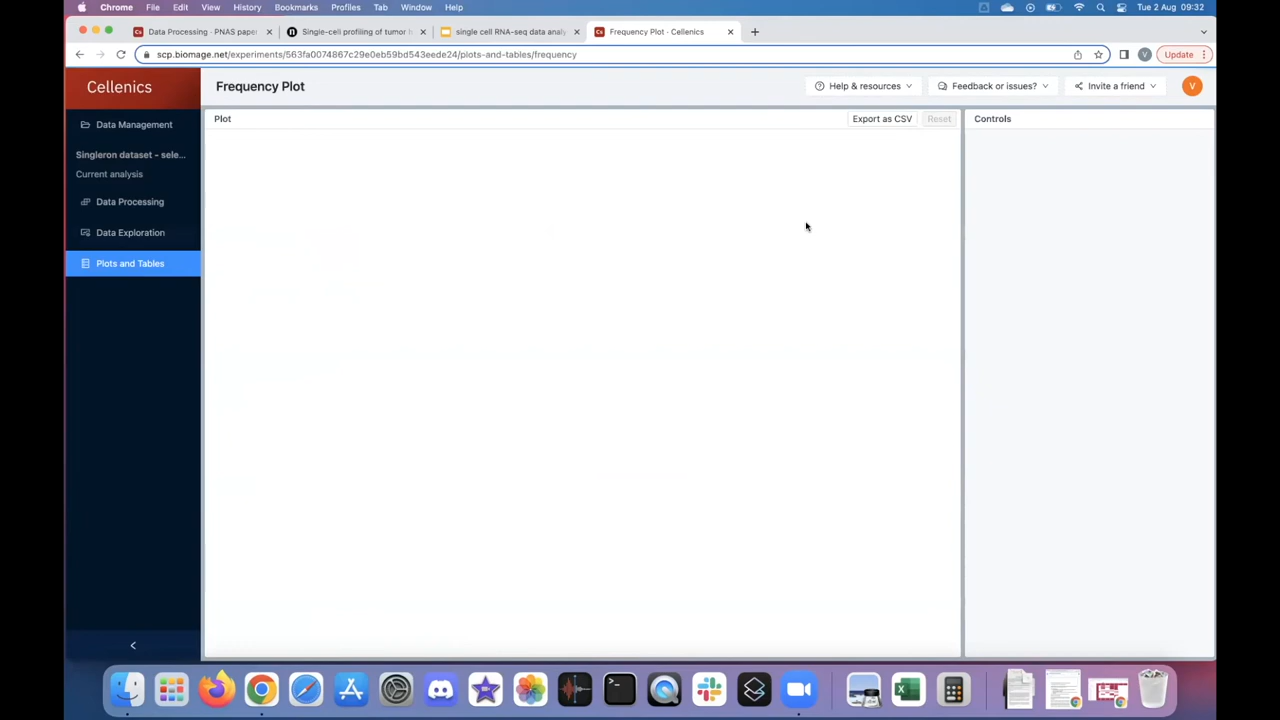 Chrome File Edit View History Bookmarks Profiles Tab Window Help Tue 2 Aug 09:32
Data Processing · PNAS paper Single-cell profiling of tumor h single cell RNA-seq data analy Frequency Plot · Cellenics
scp.biomage.net/experiments/563fa0074867c29e0eb59bd543eede24/plots-and-tables/frequency V Update
Cellenics Frequency Plot Help & resources Feedback or issues? Invite a friend V
Plot Export as CSV Reset Controls
Data Management
Singleron dataset - sele...
Current analysis
Data Processing
Data Exploration
Plots and Tables